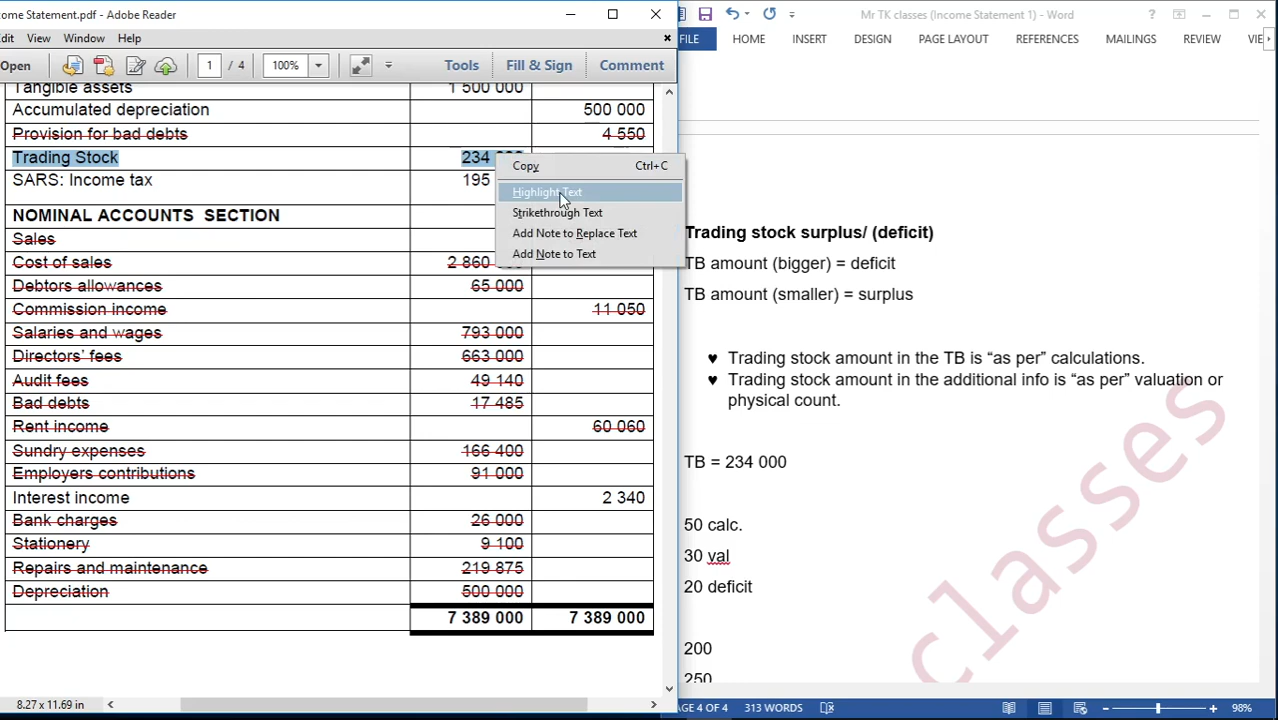 ome Statement.pdf - Adobe Reader
dit View Window Help
Open 1 / 4 100% Tools Fill & Sign Comment
Tangible assets 1 500 000
Accumulated depreciation 500 000
Provision for bad debts 4 550
Trading Stock 234
SARS: Income tax 195
NOMINAL ACCOUNTS SECTION
Sales
Cost of sales 2 860
Debtors allowances 65 000
Commission income 11 050
Salaries and wages 793 000
Directors' fees 663 000
Audit fees 49 140
Bad debts 17 485
Rent income 60 060
Sundry expenses 166 400
Employers contributions 91 000
Interest income 2 340
Bank charges 26 000
Stationery 9 100
Repairs and maintenance 219 875
Depreciation 500 000
7 389 000 7 389 000
8.27 x 11.69 in
Copy Ctrl+C
Highlight Text
Strikethrough Text
Add Note to Replace Text
Add Note to Text
Mr TK classes (Income Statement 1) - Word
FILE HOME INSERT DESIGN PAGE LAYOUT REFERENCES MAILINGS REVIEW VIE
Trading stock surplus/ (deficit)
TB amount (bigger) = deficit
TB amount (smaller) = surplus
♥ Trading stock amount in the TB is “as per” calculations.
♥ Trading stock amount in the additional info is “as per” valuation or
physical count.
TB = 234 000
50 calc.
30 val
20 deficit
200
250
classes
PAGE 4 OF 4 313 WORDS 98%